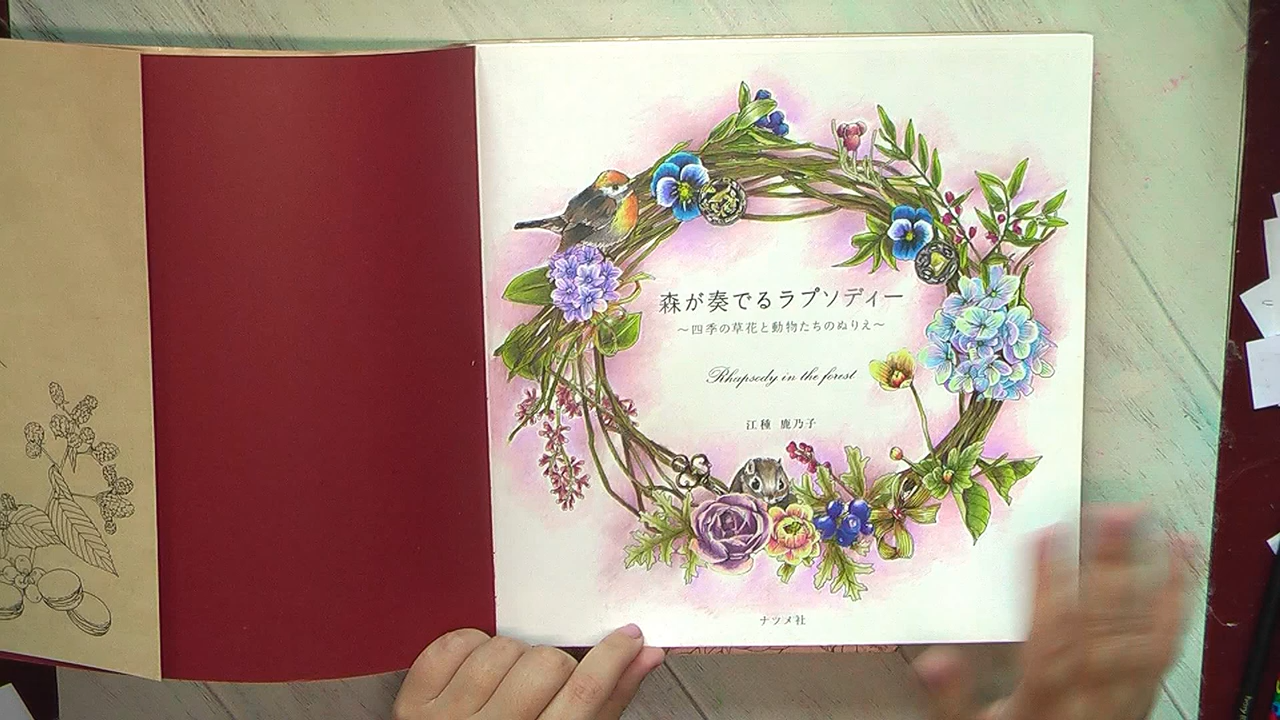 森が奏でるラプソディー
～四季の草花と動物たちのぬりえ～
Rhapsody in the forest
江種 鹿乃子
ナツメ社